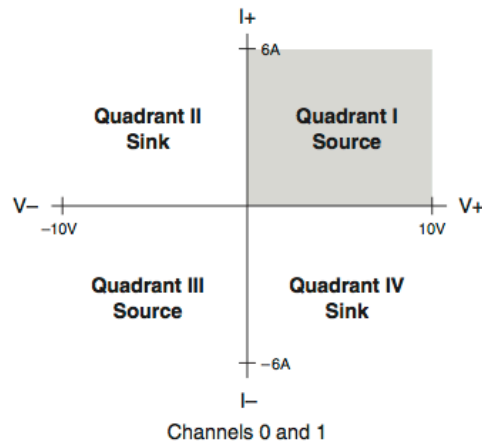 I+
6A
Quadrant II
Sink
Quadrant I
Source
V–
V+
–10V
10V
Quadrant III
Source
Quadrant IV
Sink
–6A
I–
Channels 0 and 1